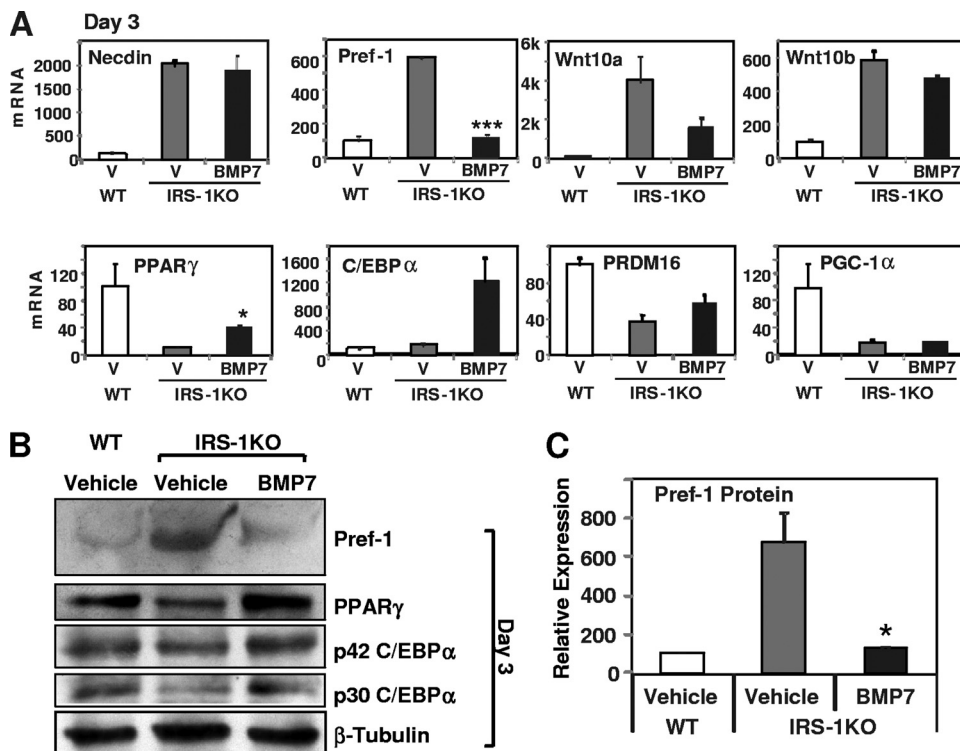 A
Day 3
mRNA
Necdin
2000
1500
1000
500
0
V
V
BMP7
WT
IRS-1KO
Pref-1
600
400
200
0
***
V
V
BMP7
WT
IRS-1KO
Wnt10a
6k
4k
2k
0
V
V
BMP7
WT
IRS-1KO
Wnt10b
600
400
200
0
V
V
BMP7
WT
IRS-1KO
mRNA
PPARγ
120
80
40
0
*
V
V
BMP7
WT
IRS-1KO
C/EBPα
1600
1400
1200
1000
800
600
400
200
0
V
V
BMP7
WT
IRS-1KO
PRDM16
80
40
0
V
V
BMP7
WT
IRS-1KO
PGC-1α
120
80
40
0
V
V
BMP7
WT
IRS-1KO
B
WT
IRS-1KO
Vehicle
Vehicle
BMP7
Pref-1
PPARγ
p42 C/EBPα
p30 C/EBPα
β-Tubulin
Day 3
C
Pref-1 Protein
Relative Expression
800
600
400
200
0
*
Vehicle
Vehicle
BMP7
WT
IRS-1KO